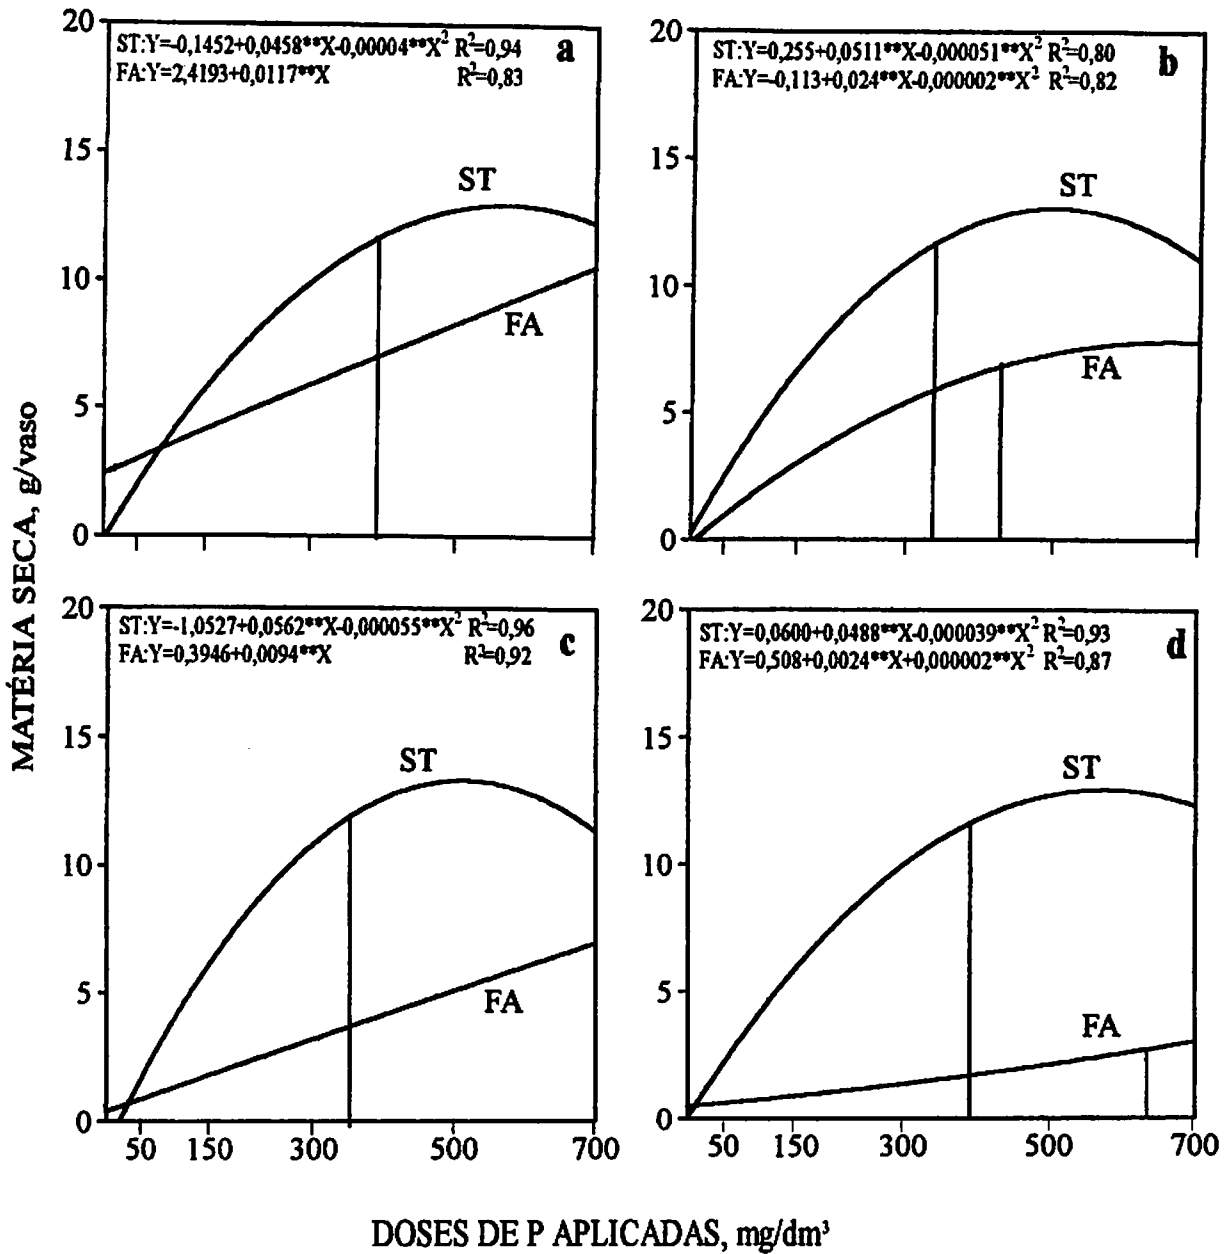 MATÉRIA SECA, g/vaso
ST:Y=-0,1452+0,0458**X-0,00004**X² R²=0,94
FA:Y=2,4193+0,0117**X R²=0,83
a
20
15
10
5
0
ST
FA
ST:Y=0,255+0,0511**X-0,000051**X² R²=0,80
FA:Y=-0,113+0,024**X-0,000002**X² R²=0,82
b
20
15
10
5
0
ST
FA
ST:Y=-1,0527+0,0562**X-0,000055**X² R²=0,96
FA:Y=0,3946+0,0094**X R²=0,92
c
20
15
10
5
0
ST
FA
50 150 300 500 700
ST:Y=0,0600+0,0488**X-0,000039**X² R²=0,93
FA:Y=0,508+0,0024**X+0,000002**X² R²=0,87
d
20
15
10
5
0
ST
FA
50 150 300 500 700
DOSES DE P APLICADAS, mg/dm³